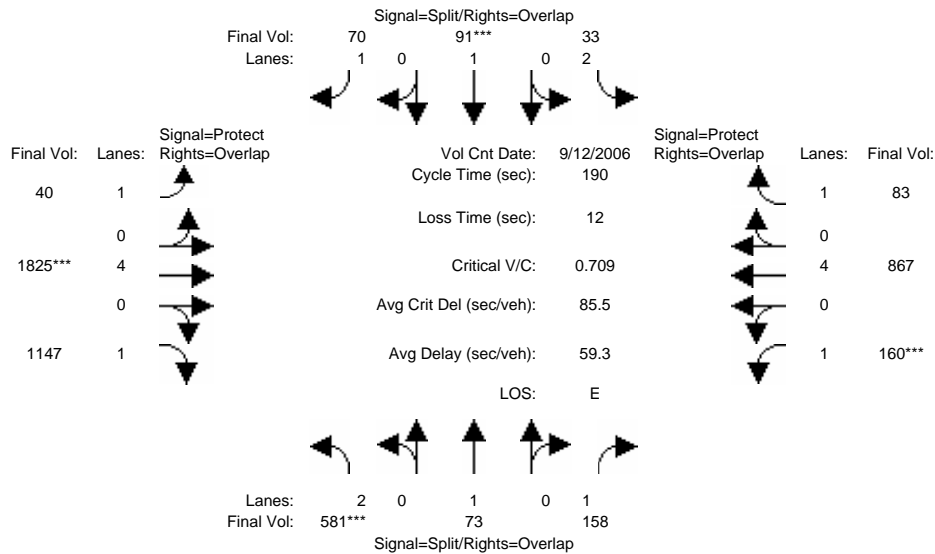 Signal=Split/Rights=Overlap
Final Vol: 70 91*** 33
Lanes: 1 0 1 0 2
Signal=Protect Signal=Protect
Final Vol: Lanes: Rights=Overlap Vol Cnt Date: 9/12/2006 Rights=Overlap Lanes: Final Vol:
Cycle Time (sec): 190
40 1 1 83
Loss Time (sec): 12
0 0
1825*** 4 Critical V/C: 0.709 4 867
0 Avg Crit Del (sec/veh): 85.5 0
1147 1 Avg Delay (sec/veh): 59.3 1 160***
LOS: E
Lanes: 2 0 1 0 1
Final Vol: 581*** 73 158
Signal=Split/Rights=Overlap